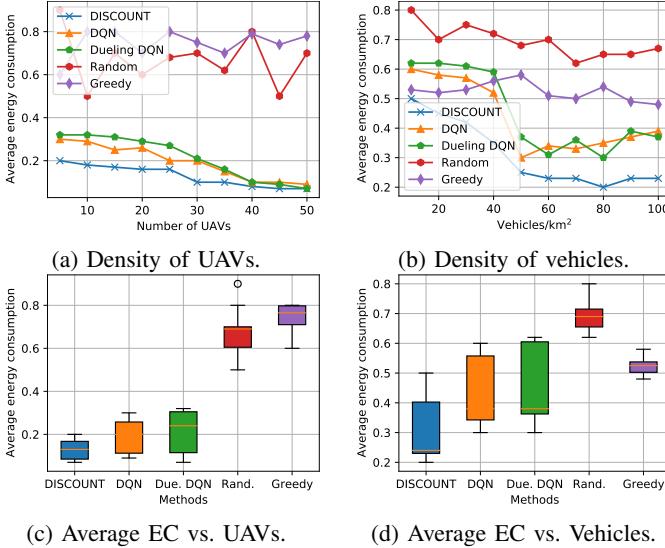 Average energy consumption
0.8
0.6
0.4
0.2
DISCOUNT
DQN
Dueling DQN
Random
Greedy
10 20 30 40 50
Number of UAVs
(a) Density of UAVs.
Average energy consumption
0.8
0.7
0.6
0.5
0.4
0.3
0.2
DISCOUNT
DQN
Dueling DQN
Random
Greedy
20 40 60 80 100
Vehicles/km²
(b) Density of vehicles.
Average energy consumption
0.8
0.6
0.4
0.2
DISCOUNT DQN Due. DQN Rand. Greedy
Methods
(c) Average EC vs. UAVs.
Average energy consumption
0.8
0.7
0.6
0.5
0.4
0.3
0.2
DISCOUNT DQN Due. DQN Rand. Greedy
Methods
(d) Average EC vs. Vehicles.